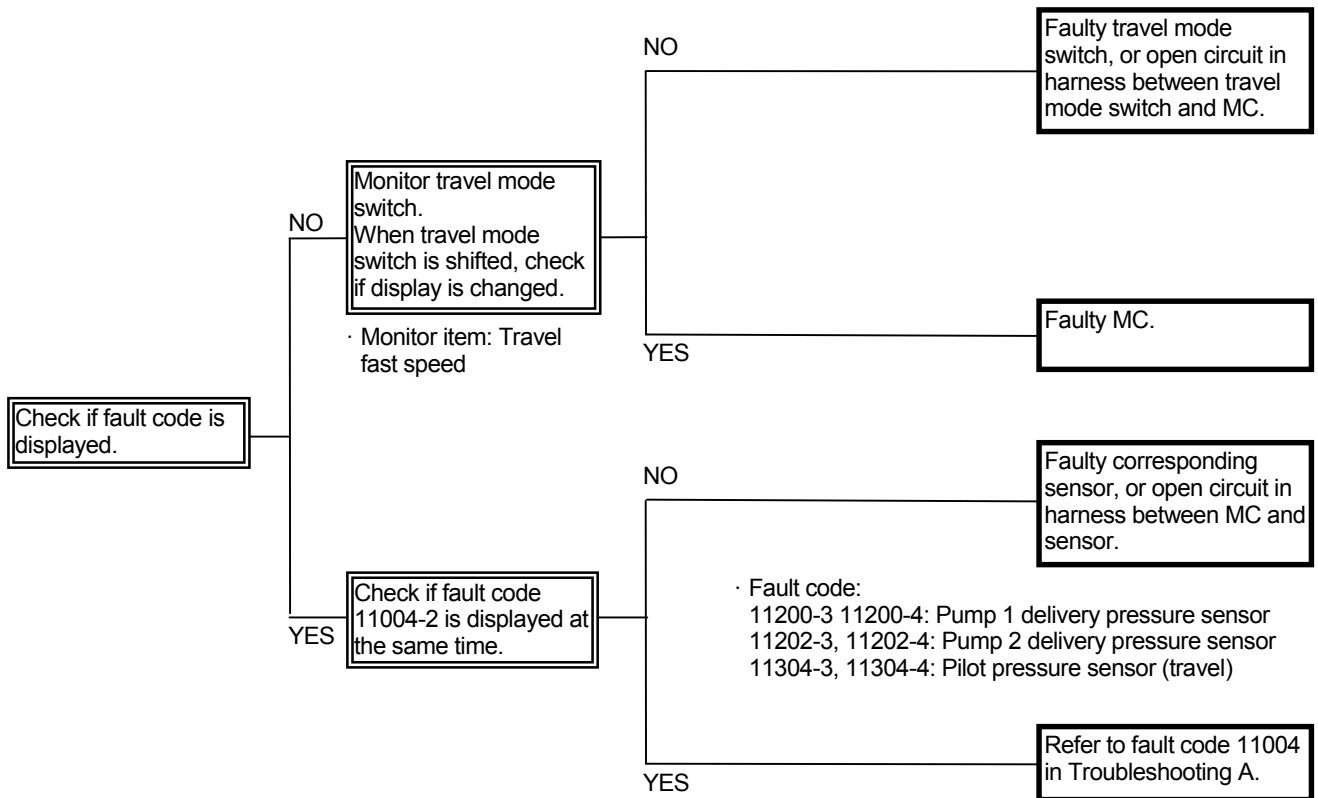 Check if fault code is
displayed.
NO
Monitor travel mode
switch.
When travel mode
switch is shifted, check
if display is changed.
· Monitor item: Travel
fast speed
NO
Faulty travel mode
switch, or open circuit in
harness between travel
mode switch and MC.
YES
Faulty MC.
YES
Check if fault code
11004-2 is displayed at
the same time.
NO
Faulty corresponding
sensor, or open circuit in
harness between MC and
sensor.
· Fault code:
11200-3 11200-4: Pump 1 delivery pressure sensor
11202-3, 11202-4: Pump 2 delivery pressure sensor
11304-3, 11304-4: Pilot pressure sensor (travel)
YES
Refer to fault code 11004
in Troubleshooting A.